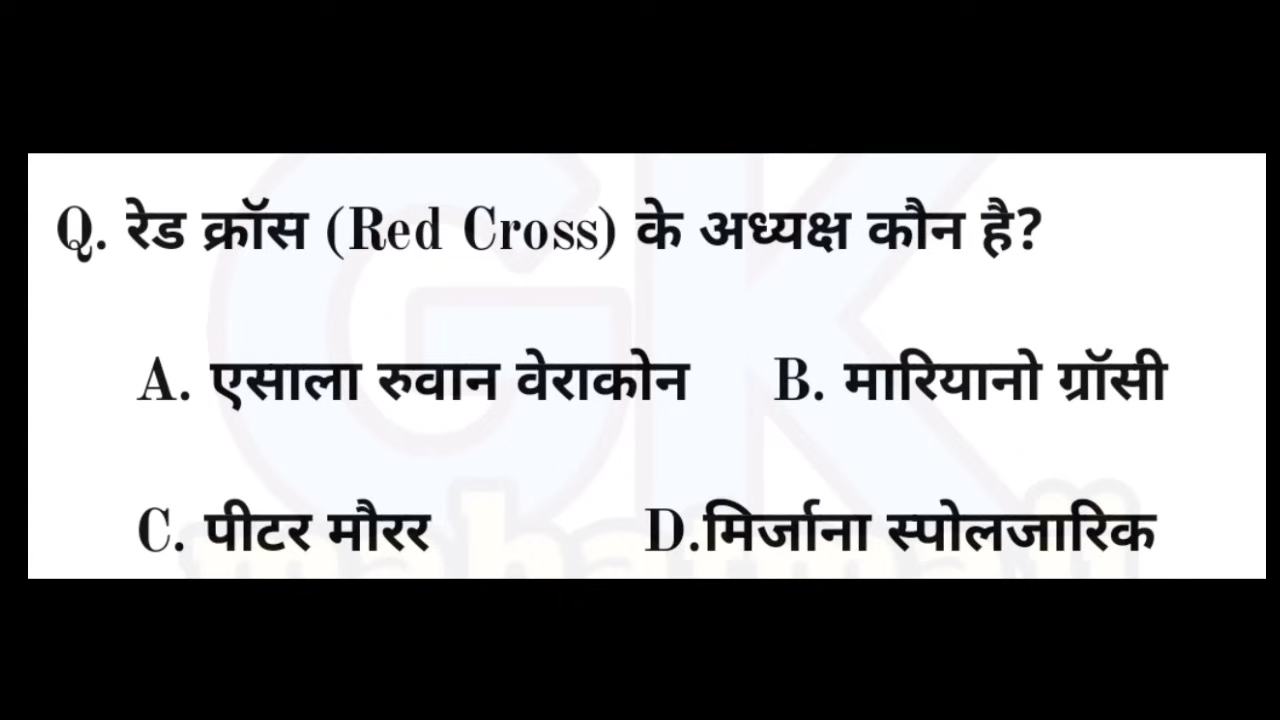 Q. रेड क्रॉस (Red Cross) के अध्यक्ष कौन है?
A. एसाला रुवान वेराकोन B. मारियानो ग्रॉसी
C. पीटर मौरर D.मिर्जाना स्पोलजारिक